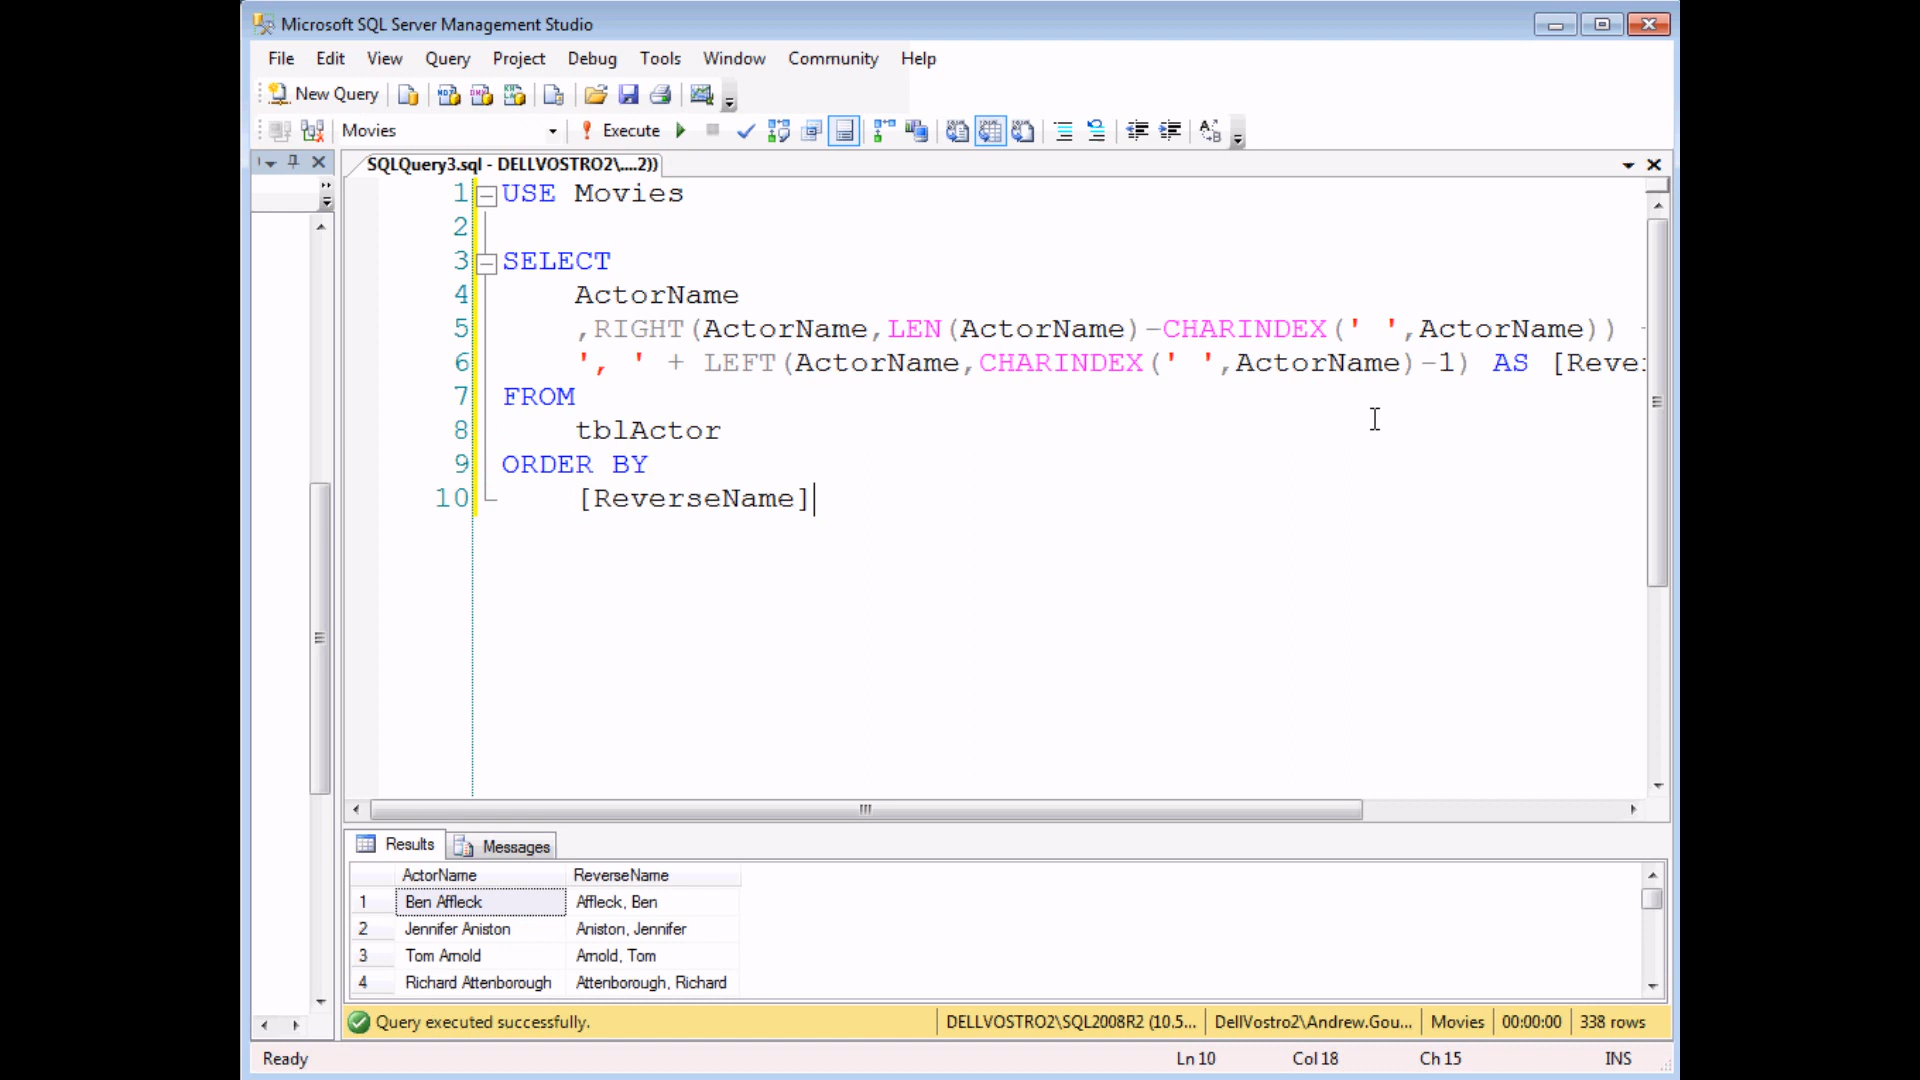 Microsoft SQL Server Management Studio
File Edit View Query Project Debug Tools Window Community Help
New Query
Movies Execute
SQLQuery3.sql - DELLVOSTRO2\....2))
1 USE Movies
2
3 SELECT
4 ActorName
5 ,RIGHT(ActorName,LEN(ActorName)-CHARINDEX(' ',ActorName))
6 ', ' + LEFT(ActorName,CHARINDEX(' ',ActorName)-1) AS [Rever
7 FROM
8 tblActor
9 ORDER BY
10 [ReverseName]
Results Messages
ActorName ReverseName
1 Ben Affleck Affleck, Ben
2 Jennifer Aniston Aniston, Jennifer
3 Tom Arnold Arnold, Tom
4 Richard Attenborough Attenborough, Richard
Query executed successfully. DELLVOSTRO2\SQL2008R2 (10.5... DellVostro2\Andrew.Gou... Movies 00:00:00 338 rows
Ready Ln 10 Col 18 Ch 15 INS